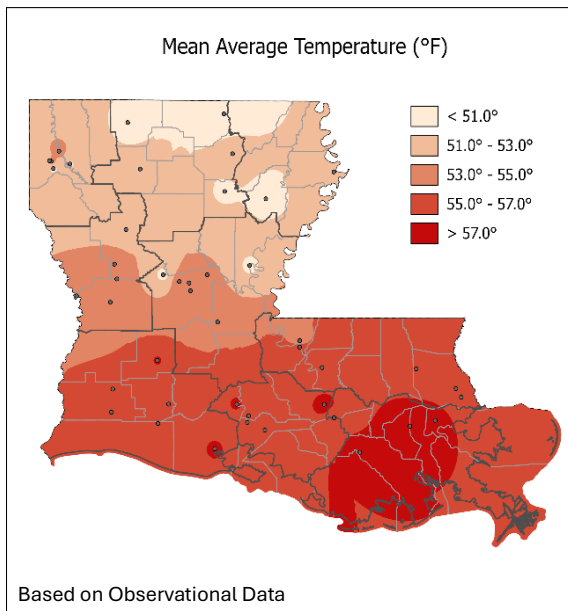 Mean Average Temperature (°F)
< 51.0°
51.0° - 53.0°
53.0° - 55.0°
55.0° - 57.0°
> 57.0°
Based on Observational Data